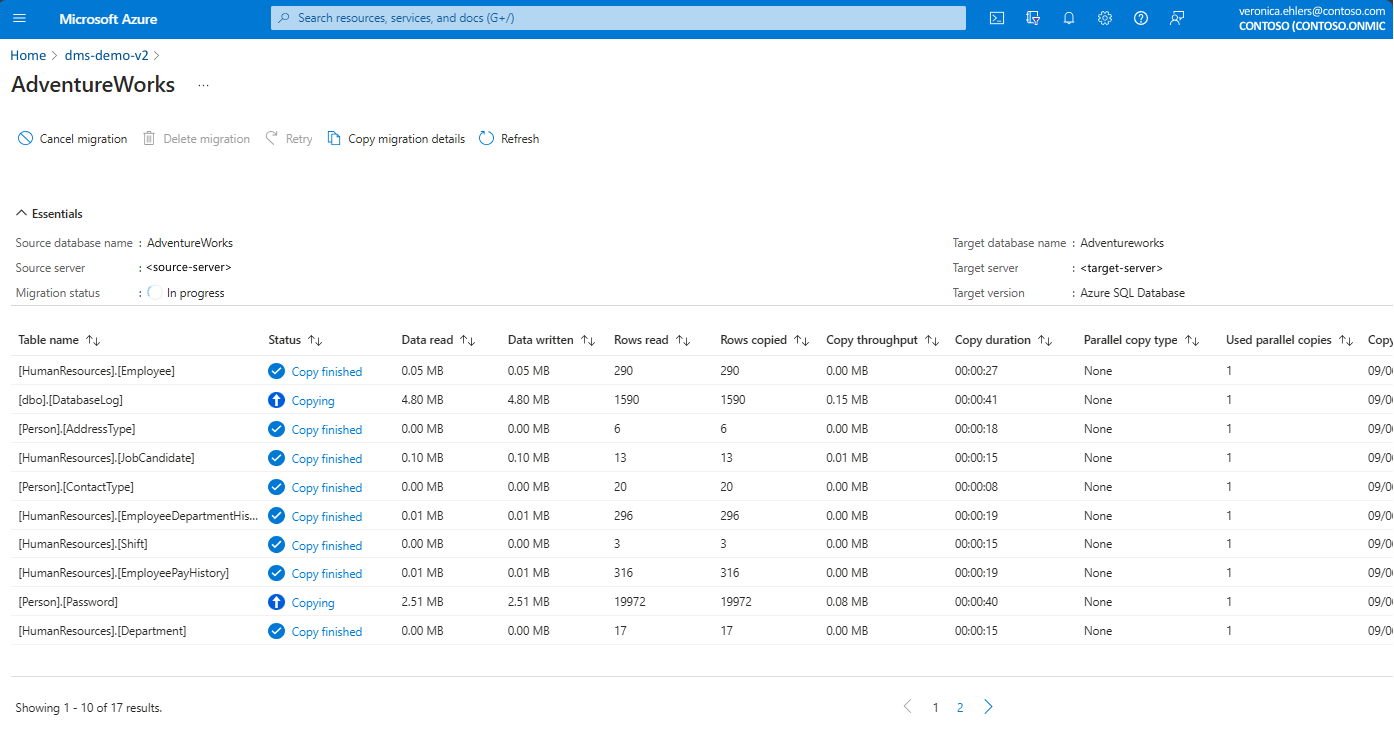 Microsoft Azure
Search resources, services, and docs (G+/)
veronica.ehlers@contoso.com
CONTOSO (CONTOSO.ONMIC
Home > dms-demo-v2 >
AdventureWorks ...
Cancel migration Delete migration Retry Copy migration details Refresh
Essentials
Source database name : AdventureWorks
Target database name : Adventureworks
Source server : <source-server>
Target server : <target-server>
Migration status : In progress
Target version : Azure SQL Database
Table name Status Data read Data written Rows read Rows copied Copy throughput Copy duration Parallel copy type Used parallel copies Copy
[HumanResources].[Employee] Copy finished 0.05 MB 0.05 MB 290 290 0.00 MB 00:00:27 None 1 09/0
[dbo].[DatabaseLog] Copying 4.80 MB 4.80 MB 1590 1590 0.15 MB 00:00:41 None 1 09/0
[Person].[AddressType] Copy finished 0.00 MB 0.00 MB 6 6 0.00 MB 00:00:18 None 1 09/0
[HumanResources].[JobCandidate] Copy finished 0.10 MB 0.10 MB 13 13 0.01 MB 00:00:15 None 1 09/0
[Person].[ContactType] Copy finished 0.00 MB 0.00 MB 20 20 0.00 MB 00:00:08 None 1 09/0
[HumanResources].[EmployeeDepartmentHis... Copy finished 0.01 MB 0.01 MB 296 296 0.00 MB 00:00:19 None 1 09/0
[HumanResources].[Shift] Copy finished 0.00 MB 0.00 MB 3 3 0.00 MB 00:00:15 None 1 09/0
[HumanResources].[EmployeePayHistory] Copy finished 0.01 MB 0.01 MB 316 316 0.00 MB 00:00:19 None 1 09/0
[Person].[Password] Copying 2.51 MB 2.51 MB 19972 19972 0.08 MB 00:00:40 None 1 09/0
[HumanResources].[Department] Copy finished 0.00 MB 0.00 MB 17 17 0.00 MB 00:00:15 None 1 09/0
Showing 1 - 10 of 17 results.
1 2